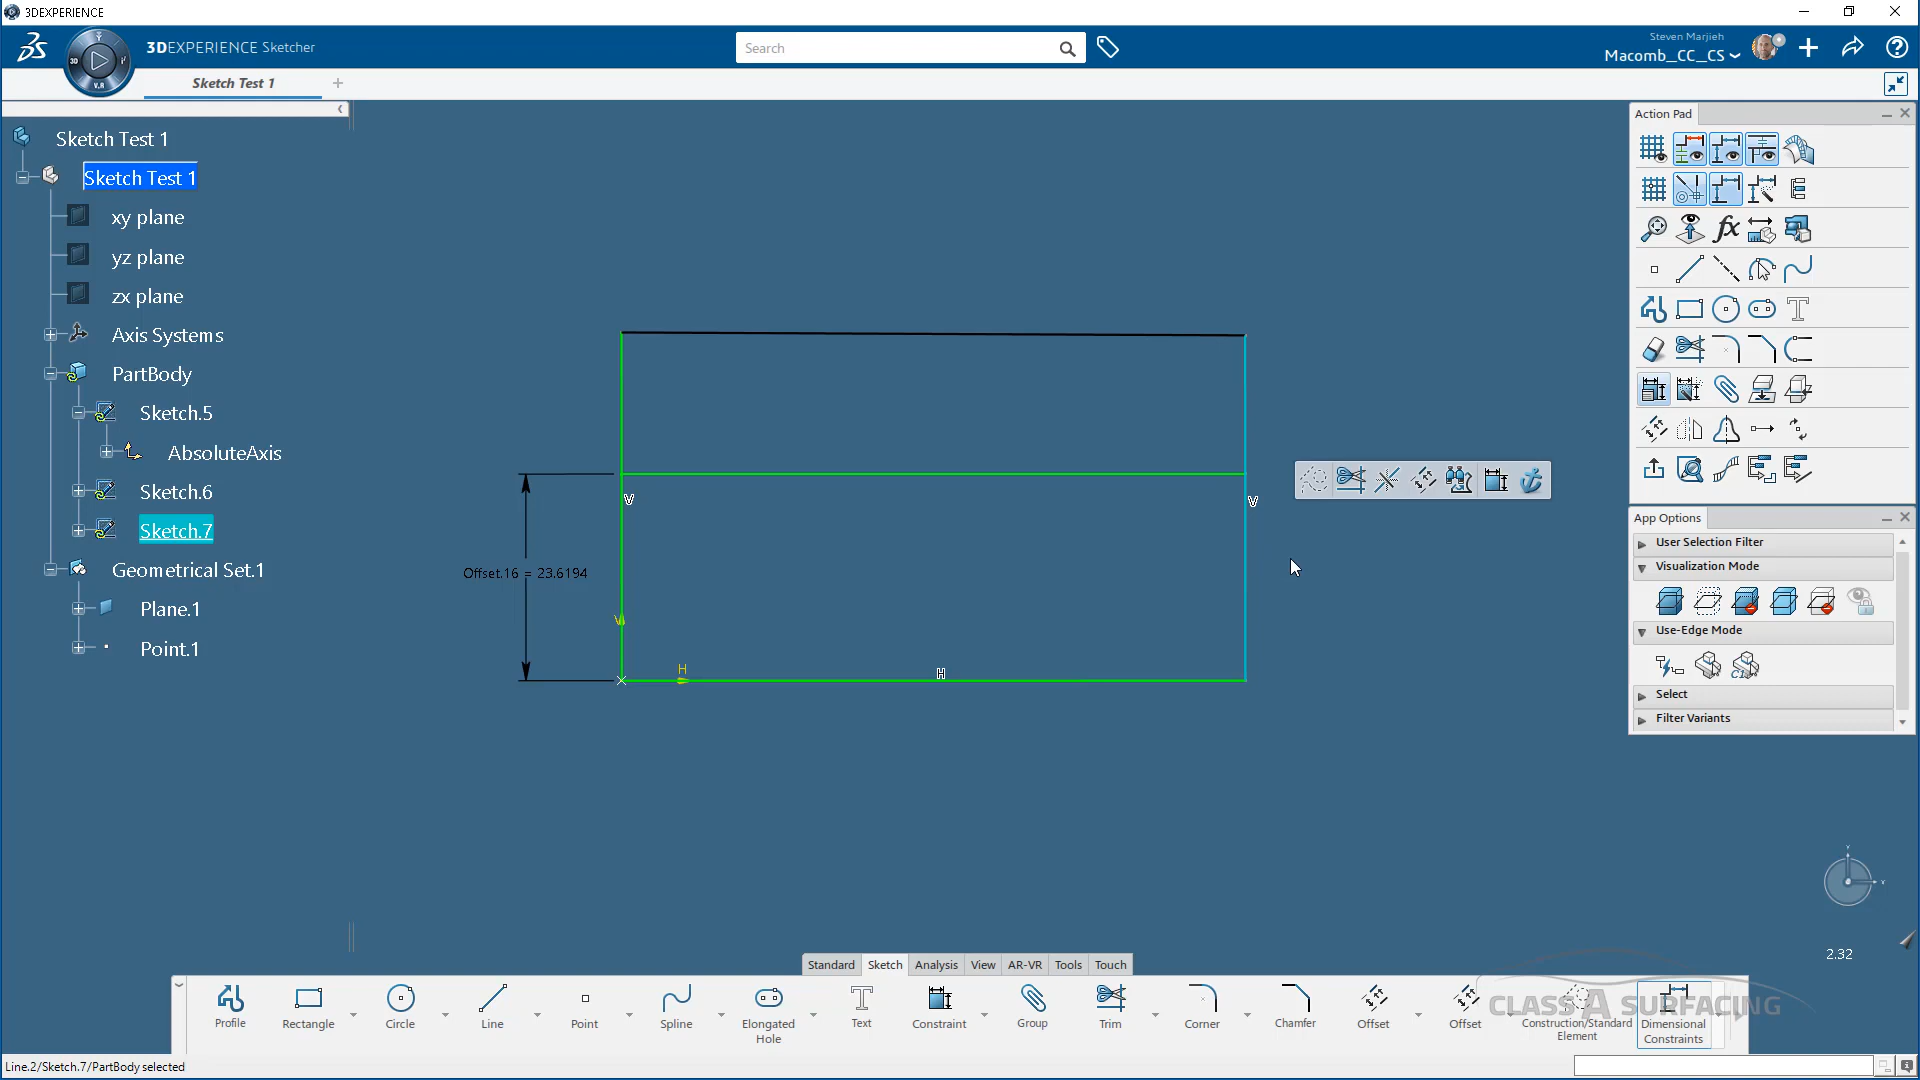 3DEXPERIENCE
3DEXPERIENCE Sketcher
Search
Steven Marjieh
Macomb_CC_CS
3D
V.R
Sketch Test 1
Sketch Test 1
Sketch Test 1
xy plane
yz plane
zx plane
Axis Systems
PartBody
Sketch.5
AbsoluteAxis
Sketch.6
Sketch.7
Geometrical Set.1
Plane.1
Point.1
V
V
Offset.16 = 23.6194
V
H
H
Action Pad
App Options
User Selection Filter
Visualization Mode
Use-Edge Mode
Select
Filter Variants
2.32
Standard
Sketch
Analysis
View
AR-VR
Tools
Touch
Profile
Rectangle
Circle
Line
Point
Spline
Elongated
Hole
Text
Constraint
Group
Trim
Corner
Chamfer
Offset
Offset
Construction/Standard
Element
Dimensional
Constraints
CLASS A SURFACING
Line.2/Sketch.7/PartBody selected